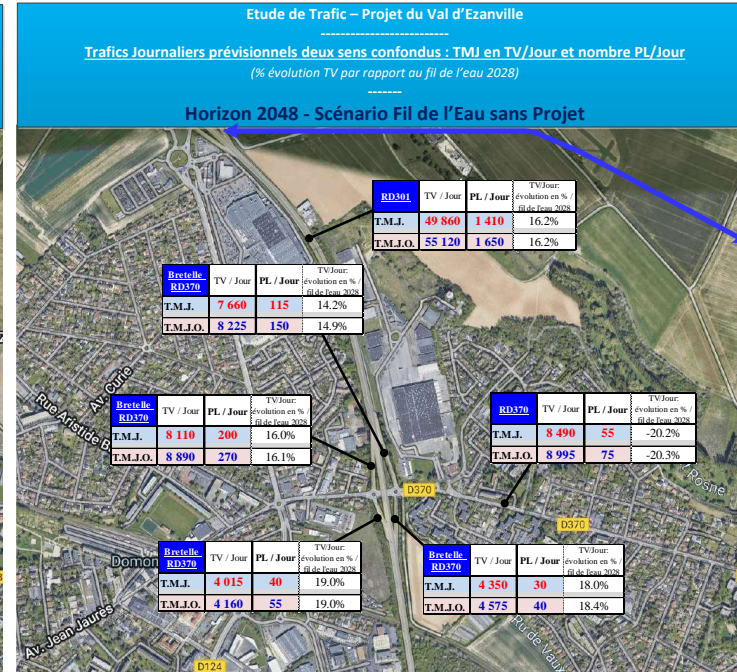 Etude de Trafic – Projet du Val d'Ezanville
--------------------------
Trafics Journaliers prévisionnels deux sens confondus : TMJ en TV/Jour et nombre PL/Jour
(% évolution TV par rapport au fil de l'eau 2028)
-------
Horizon 2048 - Scénario Fil de l'Eau sans Projet
RD301 TV / Jour PL / Jour TV/Jour: évolution en % / fil de l'eau 2028
T.M.J. 49 860 1 410 16.2%
T.M.J.O. 55 120 1 650 16.2%
Bretelle RD370 TV / Jour PL / Jour TV/Jour: évolution en % / fil de l'eau 2028
T.M.J. 7 660 115 14.2%
T.M.J.O. 8 225 150 14.9%
Av. Curie
Rue Aristide
Bretelle RD370 TV / Jour PL / Jour TV/Jour: évolution en % / fil de l'eau 2028
T.M.J. 8 110 200 16.0%
T.M.J.O. 8 890 270 16.1%
RD370 TV / Jour PL / Jour TV/Jour: évolution en % / fil de l'eau 2028
T.M.J. 8 490 55 -20.2%
T.M.J.O. 8 995 75 -20.3%
Rosne
D370
D370
Bretelle RD370 TV / Jour PL / Jour TV/Jour: évolution en % / fil de l'eau 2028
T.M.J. 4 015 40 19.0%
T.M.J.O. 4 160 55 19.0%
Bretelle RD370 TV / Jour PL / Jour TV/Jour: évolution en % / fil de l'eau 2028
T.M.J. 4 350 30 18.0%
T.M.J.O. 4 575 40 18.4%
Av. Jean Jaurès
Ru de Vaux
D124